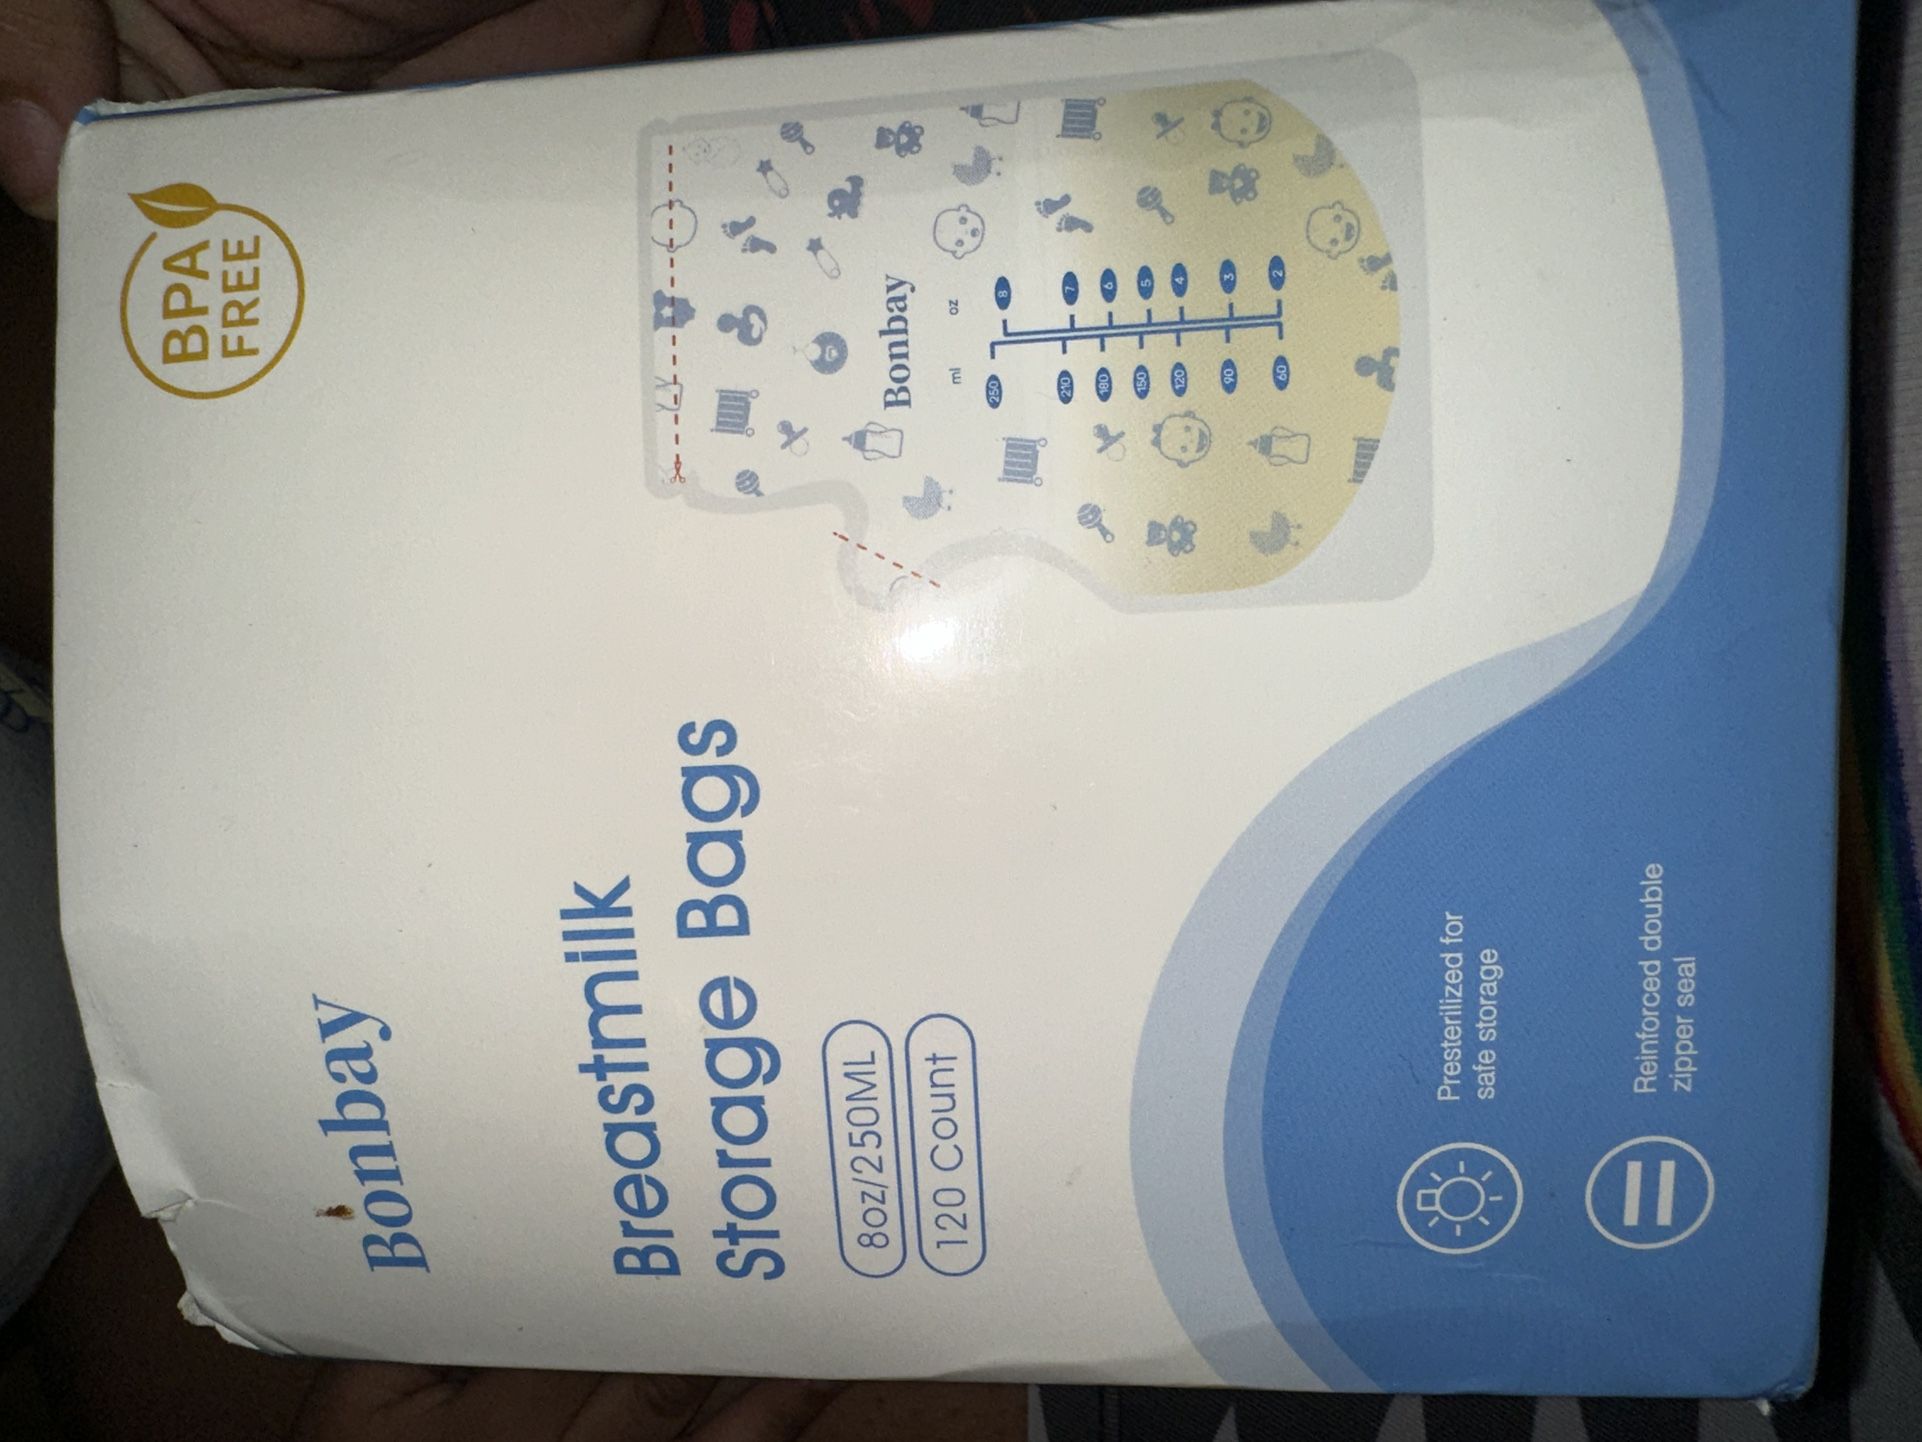 BPA
FREE
Bonbay
Breastmilk
Storage Bags
8oz/250ML
120 Count
Bonbay
ml oz
250 8
210 7
180 6
150 5
120 4
90 3
60 2
Presterilized for
safe storage
Reinforced double
zipper seal